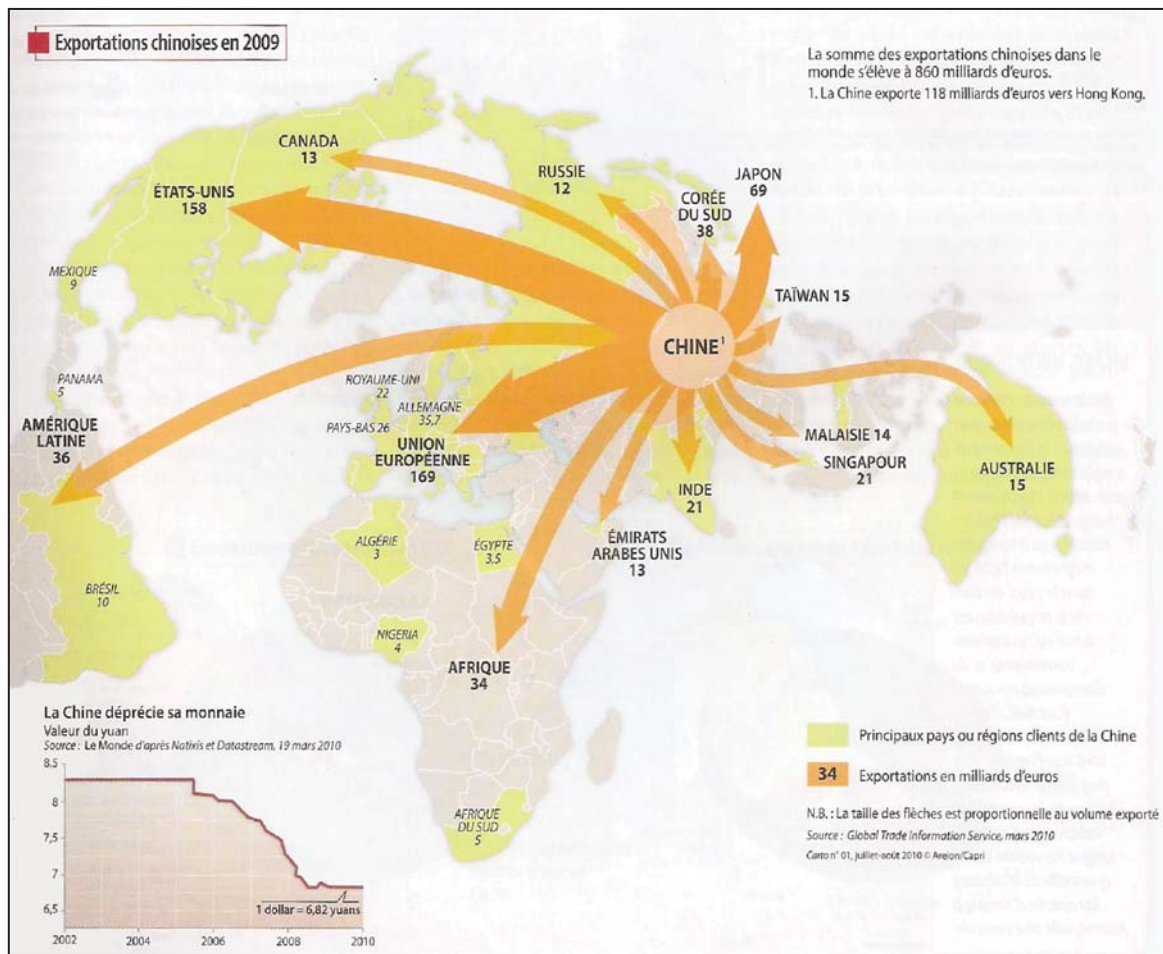 Exportations chinoises en 2009
La somme des exportations chinoises dans le
monde s'élève à 860 milliards d'euros.
1. La Chine exporte 118 milliards d'euros vers Hong Kong.
CANADA
13
ÉTATS-UNIS
158
RUSSIE
12
JAPON
69
CORÉE
DU SUD
38
MEXIQUE
9
TAÏWAN 15
CHINE¹
PANAMA
5
ROYAUME-UNI
22
ALLEMAGNE
35,7
PAYS-BAS 26
AMÉRIQUE
LATINE
36
UNION
EUROPÉENNE
169
MALAISIE 14
SINGAPOUR
21
AUSTRALIE
15
INDE
21
ÉMIRATS
ARABES UNIS
13
ALGÉRIE
3
ÉGYPTE
3,5
BRÉSIL
10
NIGERIA
4
AFRIQUE
34
AFRIQUE
DU SUD
5
La Chine déprécie sa monnaie
Valeur du yuan
Source : Le Monde d'après Natixis et Datastream, 19 mars 2010
8,5
8
7,5
7
6,5
1 dollar = 6,82 yuans
2002 2004 2006 2008 2010
Principaux pays ou régions clients de la Chine
34 Exportations en milliards d'euros
N.B. : La taille des flèches est proportionnelle au volume exporté
Source : Global Trade Information Service, mars 2010
Carto n° 01, juillet-août 2010 © Areion/Capri